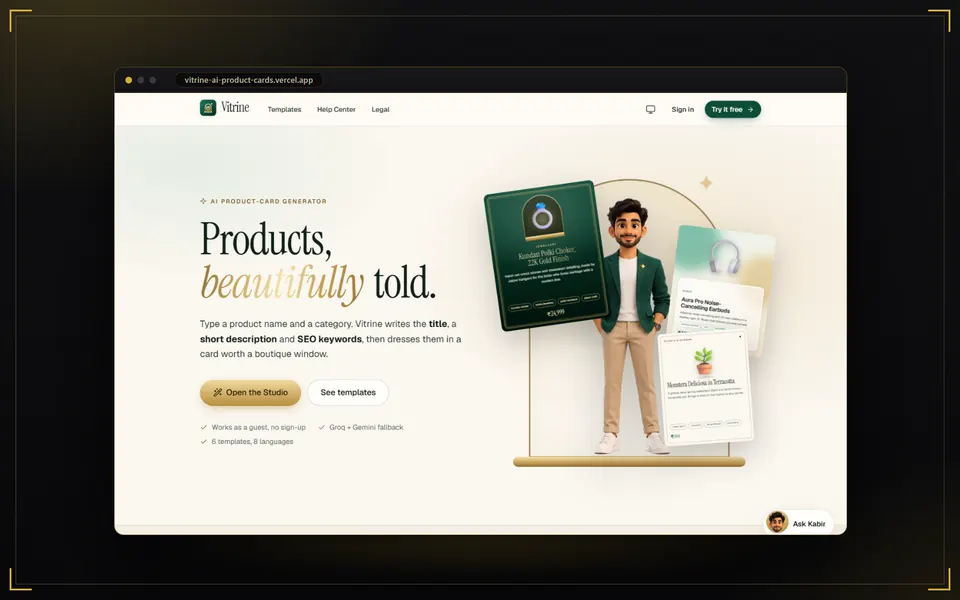 vitrine-ai-product-cards.vercel.app
Vitrine
Templates
Help Center
Legal
Sign in
Try it free →
AI PRODUCT-CARD GENERATOR
Products,
beautifully told.
Type a product name and a category. Vitrine writes the title, a
short description and SEO keywords, then dresses them in a
card worth a boutique window.
Open the Studio
See templates
Works as a guest, no sign-up
Groq + Gemini fallback
6 templates, 8 languages
Kundan Polki Choker,
22K Gold Finish
₹24,999
Aura Pro Noise-
Cancelling Earbuds
Monstera Deliciosa in Terracotta
Ask Kabir